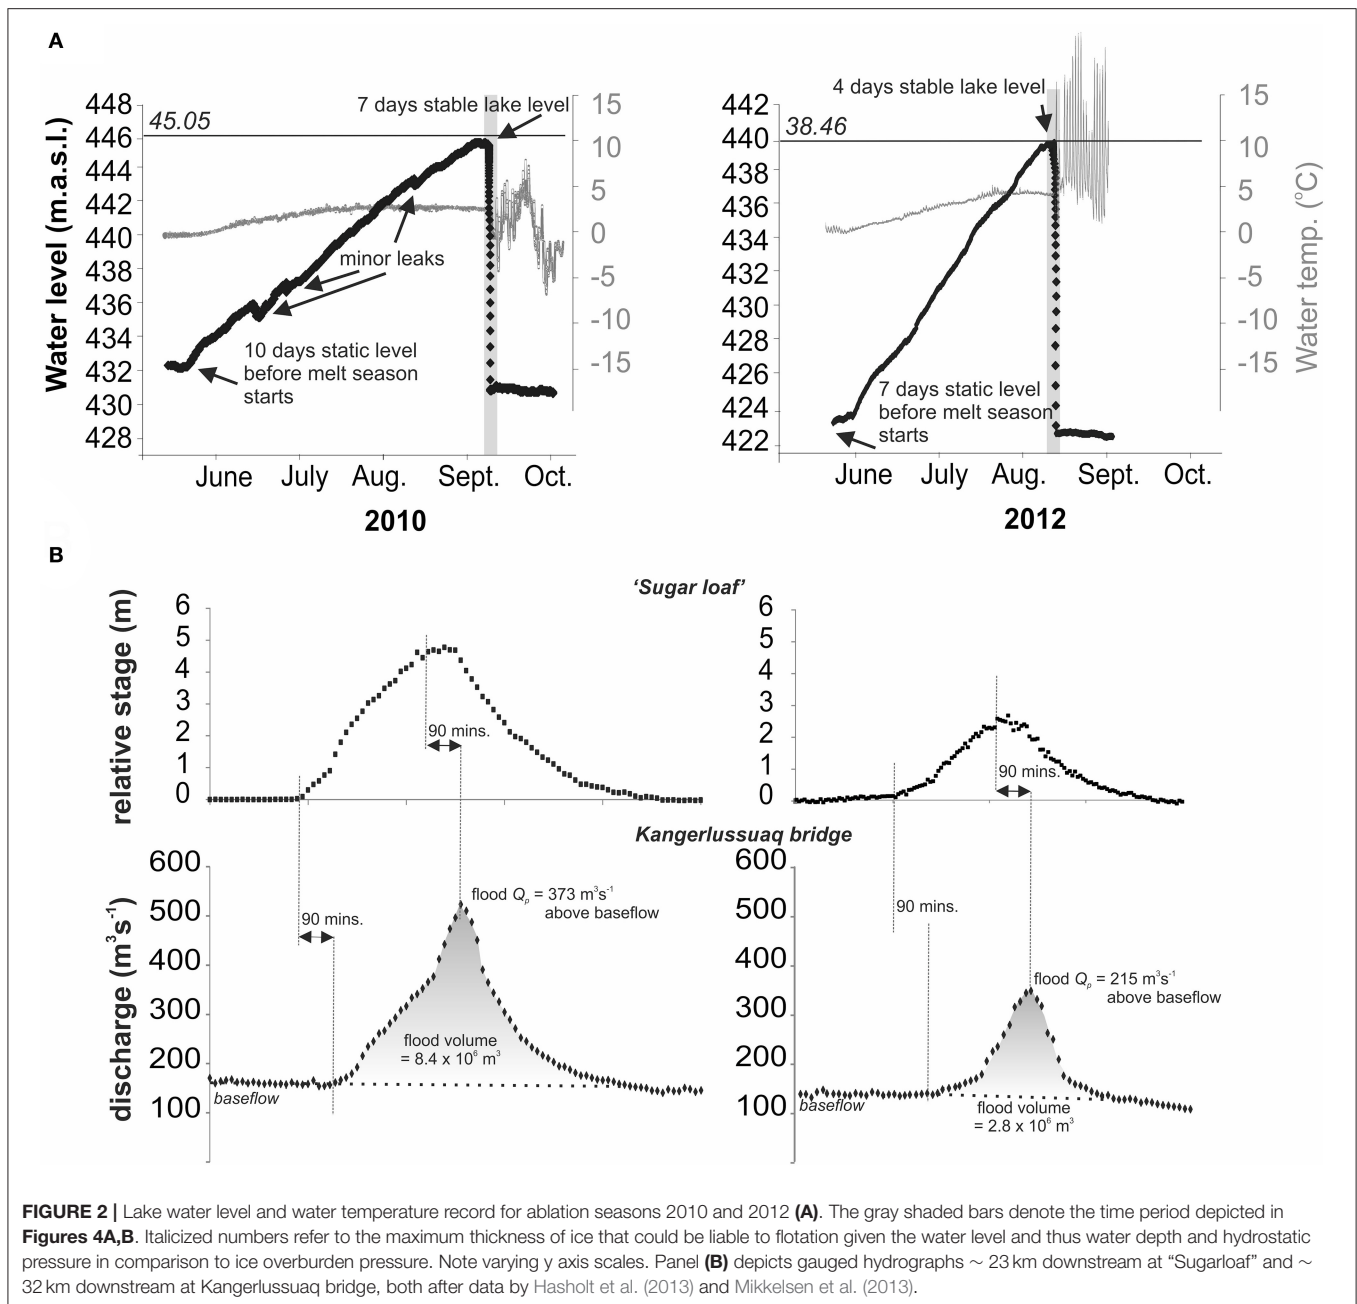 A
448
446
444
442
440
438
436
434
432
430
428
Water level (m.a.s.l.)
45.05
7 days stable lake level
minor leaks
10 days static level
before melt season
starts
15
10
5
0
-5
-10
-15
June July Aug. Sept. Oct.
2010
442
440
438
436
434
432
430
428
426
424
422
38.46
4 days stable lake level
7 days static level
before melt season
starts
15
10
5
0
-5
-10
-15
Water temp. (°C)
June July Aug. Sept. Oct.
2012
B
'Sugar loaf'
relative stage (m)
6
5
4
3
2
1
0
90 mins.
6
5
4
3
2
1
0
90 mins.
Kangerlussuaq bridge
discharge (m³s⁻¹)
600
500
400
300
200
100
90 mins.
flood Qp = 373 m³s⁻¹
above baseflow
flood volume
= 8.4 x 10⁶ m³
baseflow
600
500
400
300
200
100
90 mins.
flood Qp = 215 m³s⁻¹
above baseflow
baseflow
flood volume
= 2.8 x 10⁶ m³
FIGURE 2 | Lake water level and water temperature record for ablation seasons 2010 and 2012 (A). The gray shaded bars denote the time period depicted in
Figures 4A,B. Italicized numbers refer to the maximum thickness of ice that could be liable to flotation given the water level and thus water depth and hydrostatic
pressure in comparison to ice overburden pressure. Note varying y axis scales. Panel (B) depicts gauged hydrographs ∼ 23 km downstream at “Sugarloaf” and ∼
32 km downstream at Kangerlussuaq bridge, both after data by Hasholt et al. (2013) and Mikkelsen et al. (2013).